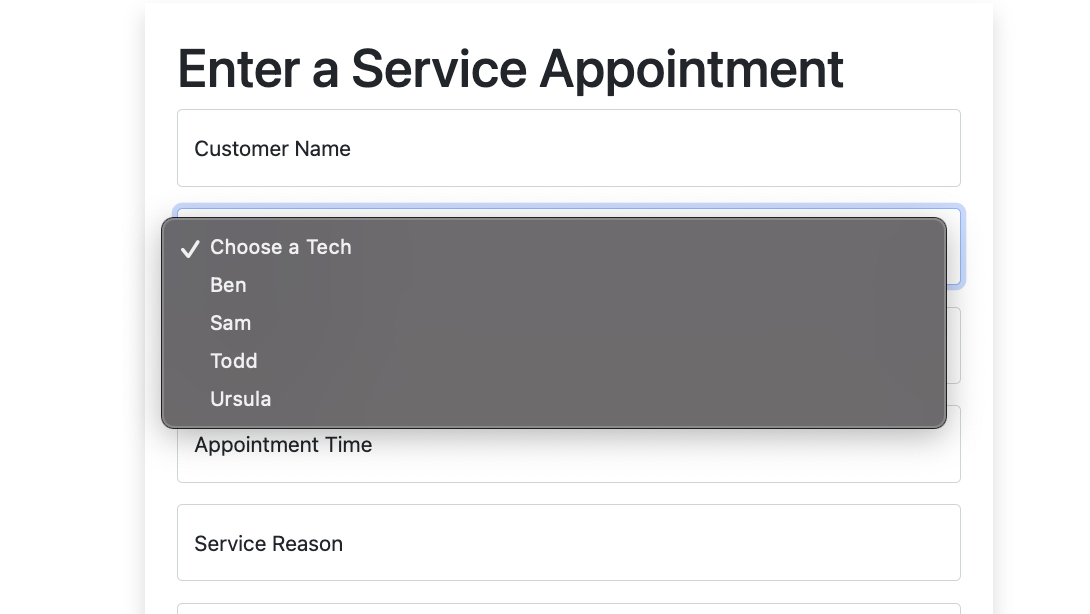 Enter a Service Appointment
Customer Name
Choose a Tech
Ben
Sam
Todd
Ursula
Appointment Time
Service Reason